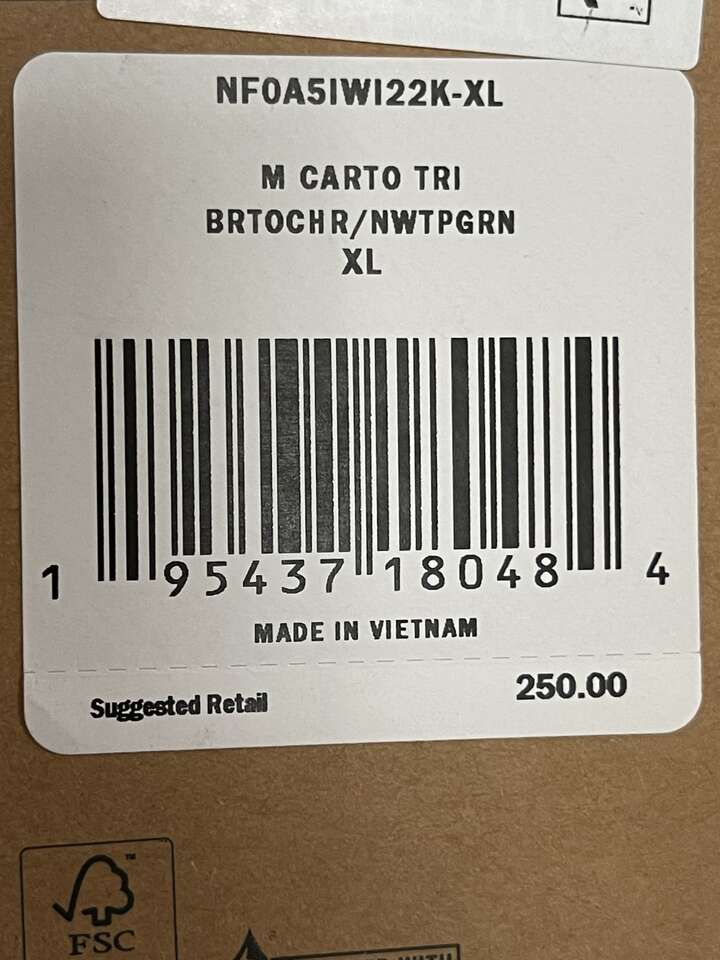 NF0A5IWI22K-XL
M CARTO TRI
BRTOCHR/NWTPGRN
XL
1 95437 18048 4
MADE IN VIETNAM
Suggested Retail 250.00
FSC
WITH